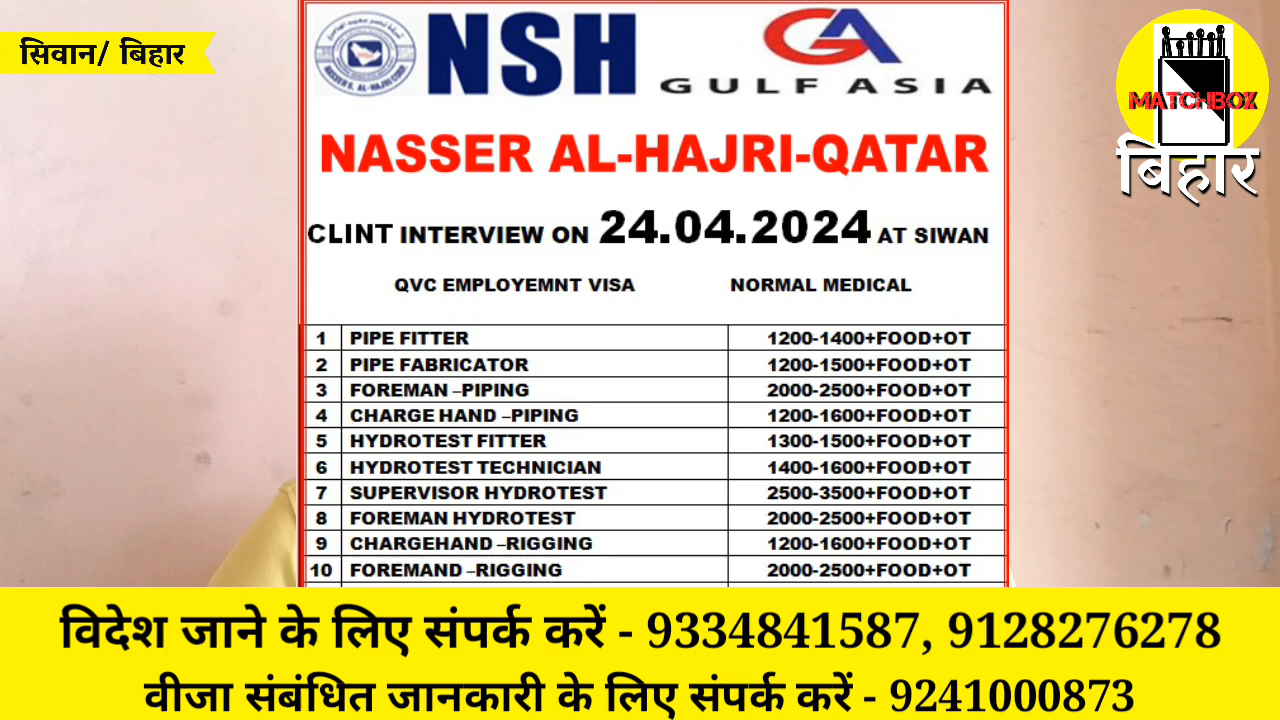 सिवान/ बिहार
NASSER S. AL-HAJRI CORP.
NSH
GA
GULF ASIA
MATCHBOX
बिहार
NASSER AL-HAJRI-QATAR
CLINT INTERVIEW ON 24.04.2024 AT SIWAN
QVC EMPLOYEMNT VISA NORMAL MEDICAL
1 PIPE FITTER 1200-1400+FOOD+OT
2 PIPE FABRICATOR 1200-1500+FOOD+OT
3 FOREMAN –PIPING 2000-2500+FOOD+OT
4 CHARGE HAND –PIPING 1200-1600+FOOD+OT
5 HYDROTEST FITTER 1300-1500+FOOD+OT
6 HYDROTEST TECHNICIAN 1400-1600+FOOD+OT
7 SUPERVISOR HYDROTEST 2500-3500+FOOD+OT
8 FOREMAN HYDROTEST 2000-2500+FOOD+OT
9 CHARGEHAND –RIGGING 1200-1600+FOOD+OT
10 FOREMAND –RIGGING 2000-2500+FOOD+OT
विदेश जाने के लिए संपर्क करें - 9334841587, 9128276278
वीजा संबंधित जानकारी के लिए संपर्क करें - 9241000873